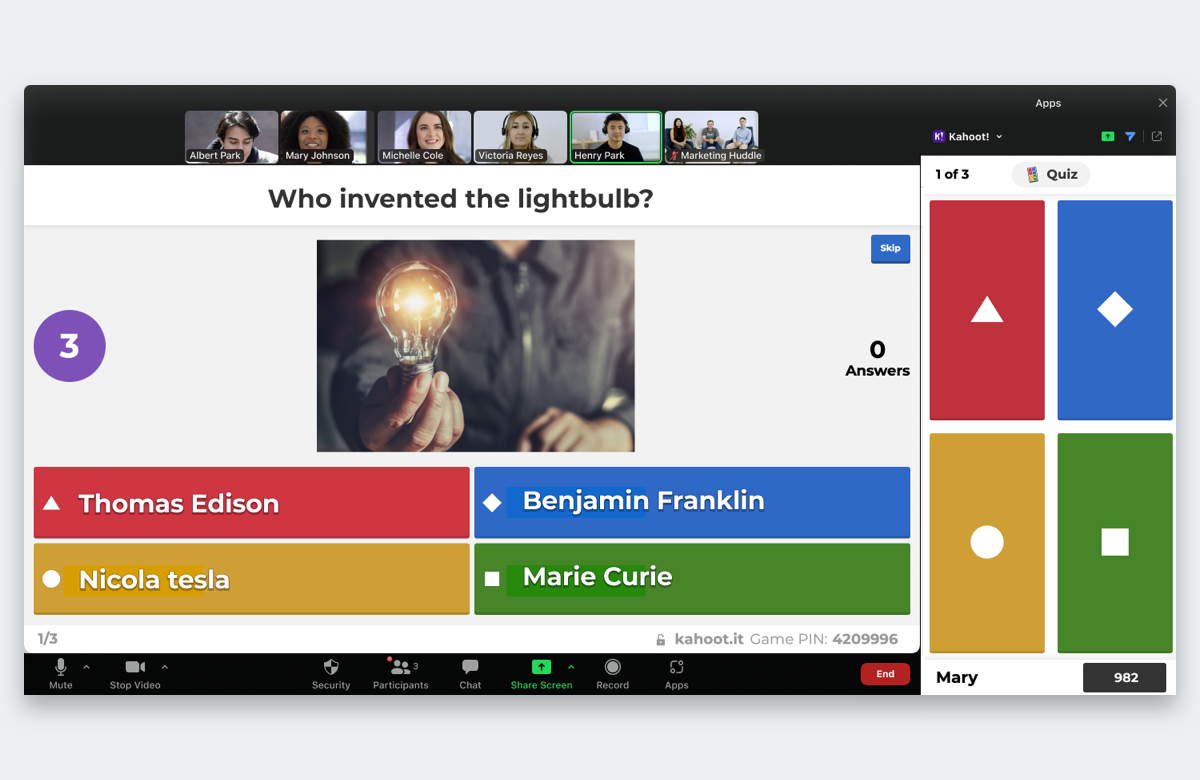 Apps
Albert Park
Mary Johnson
Michelle Cole
Victoria Reyes
Henry Park
Marketing Huddle
K! Kahoot!
Who invented the lightbulb?
1 of 3
Quiz
Skip
3
0
Answers
Thomas Edison
Benjamin Franklin
Nicola tesla
Marie Curie
1/3
kahoot.it Game PIN: 4209996
Mute
Stop Video
Security
3
Participants
Chat
Share Screen
Record
Apps
End
Mary
982